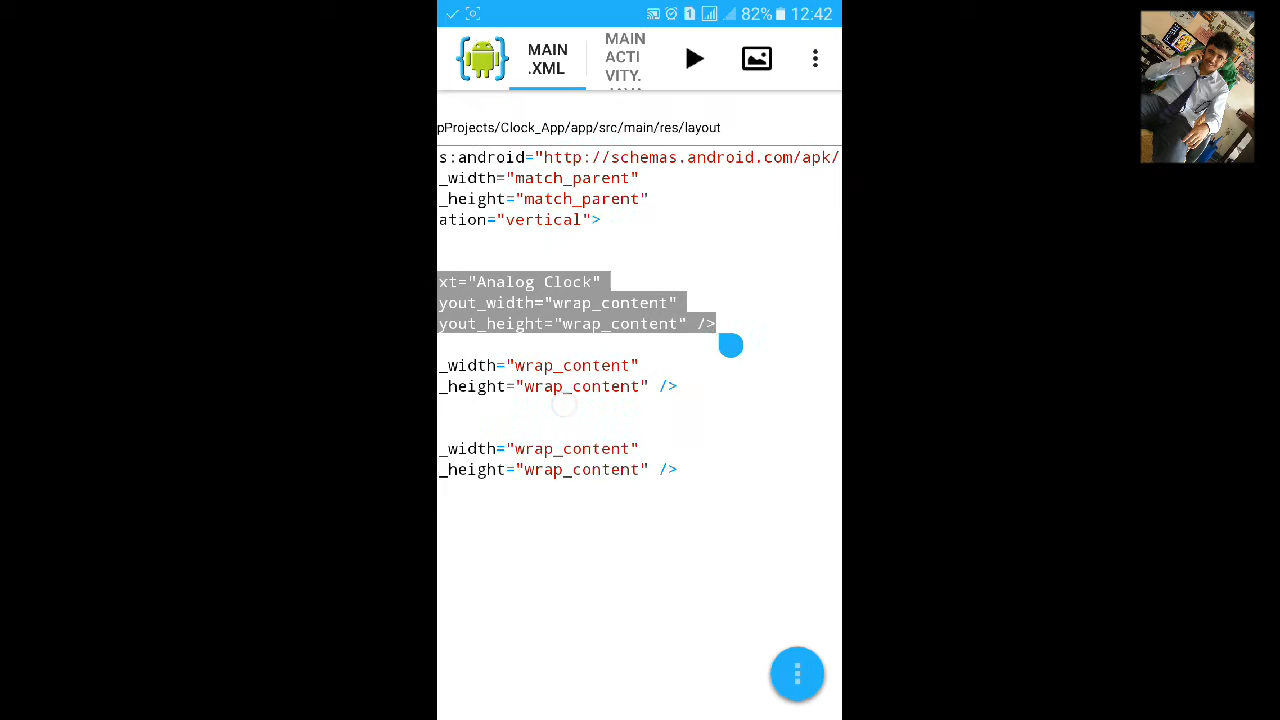 82% 12:42
MAIN
.XML
MAIN
ACTI
VITY.
JAVA
pProjects/Clock_App/app/src/main/res/layout
s:android="http://schemas.android.com/apk/
_width="match_parent"
_height="match_parent"
ation="vertical">
xt="Analog Clock"
yout_width="wrap_content"
yout_height="wrap_content" />
_width="wrap_content"
_height="wrap_content" />
_width="wrap_content"
_height="wrap_content" />